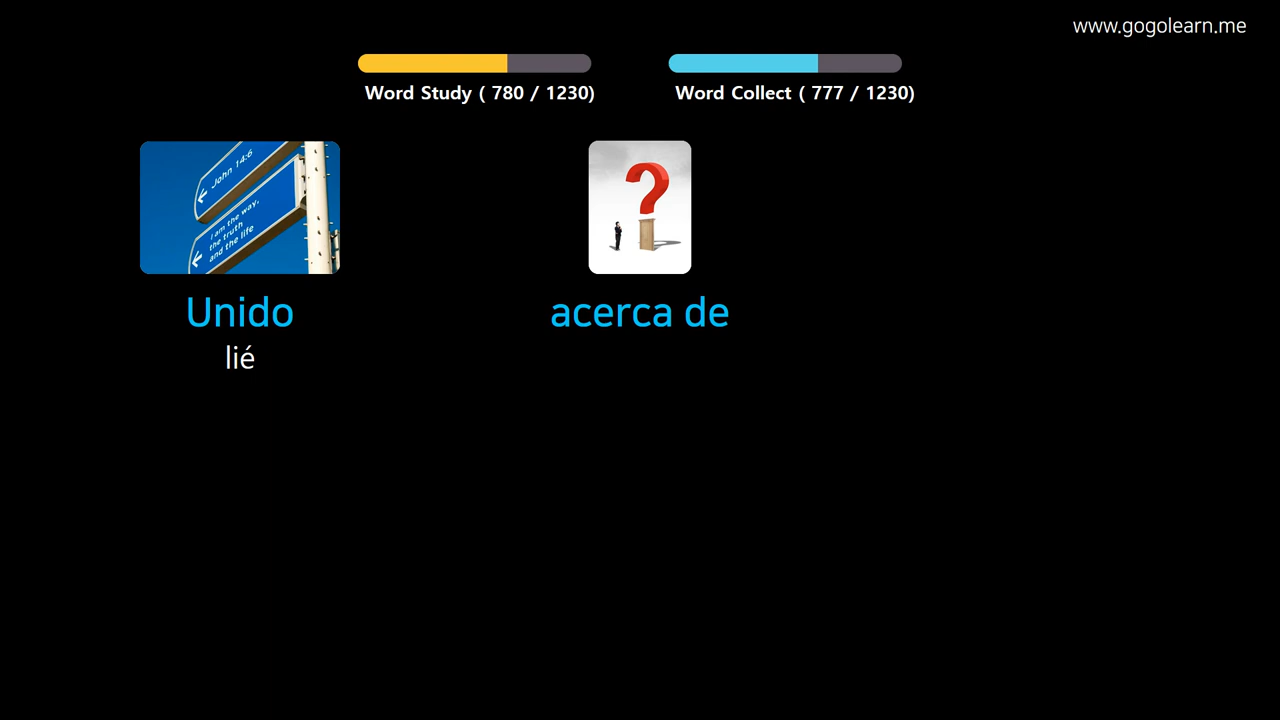 www.gogolearn.me
Word Study ( 780 / 1230)
Word Collect ( 777 / 1230)
John 14:6
I am the way,
the truth
and the life
Unido
acerca de
lié